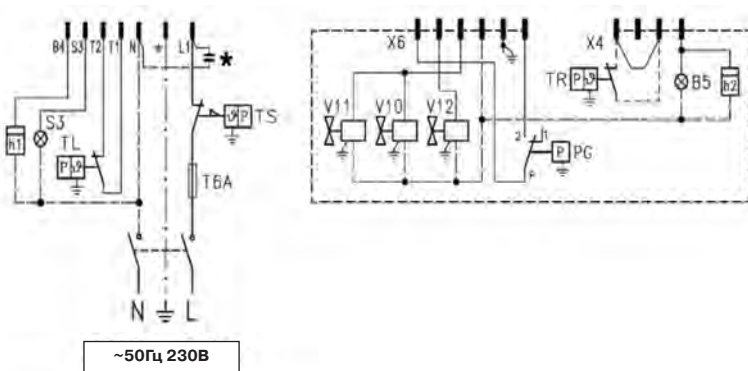 B4 S3 T2 T1 N L1
*
X6 X4
S3
TL
h1
P ϑ
ϑ P TS
T6A
V11 V10 V12
TR P ϑ
B5
h2
2 1
P
P PG
N L
~50Гц 230В